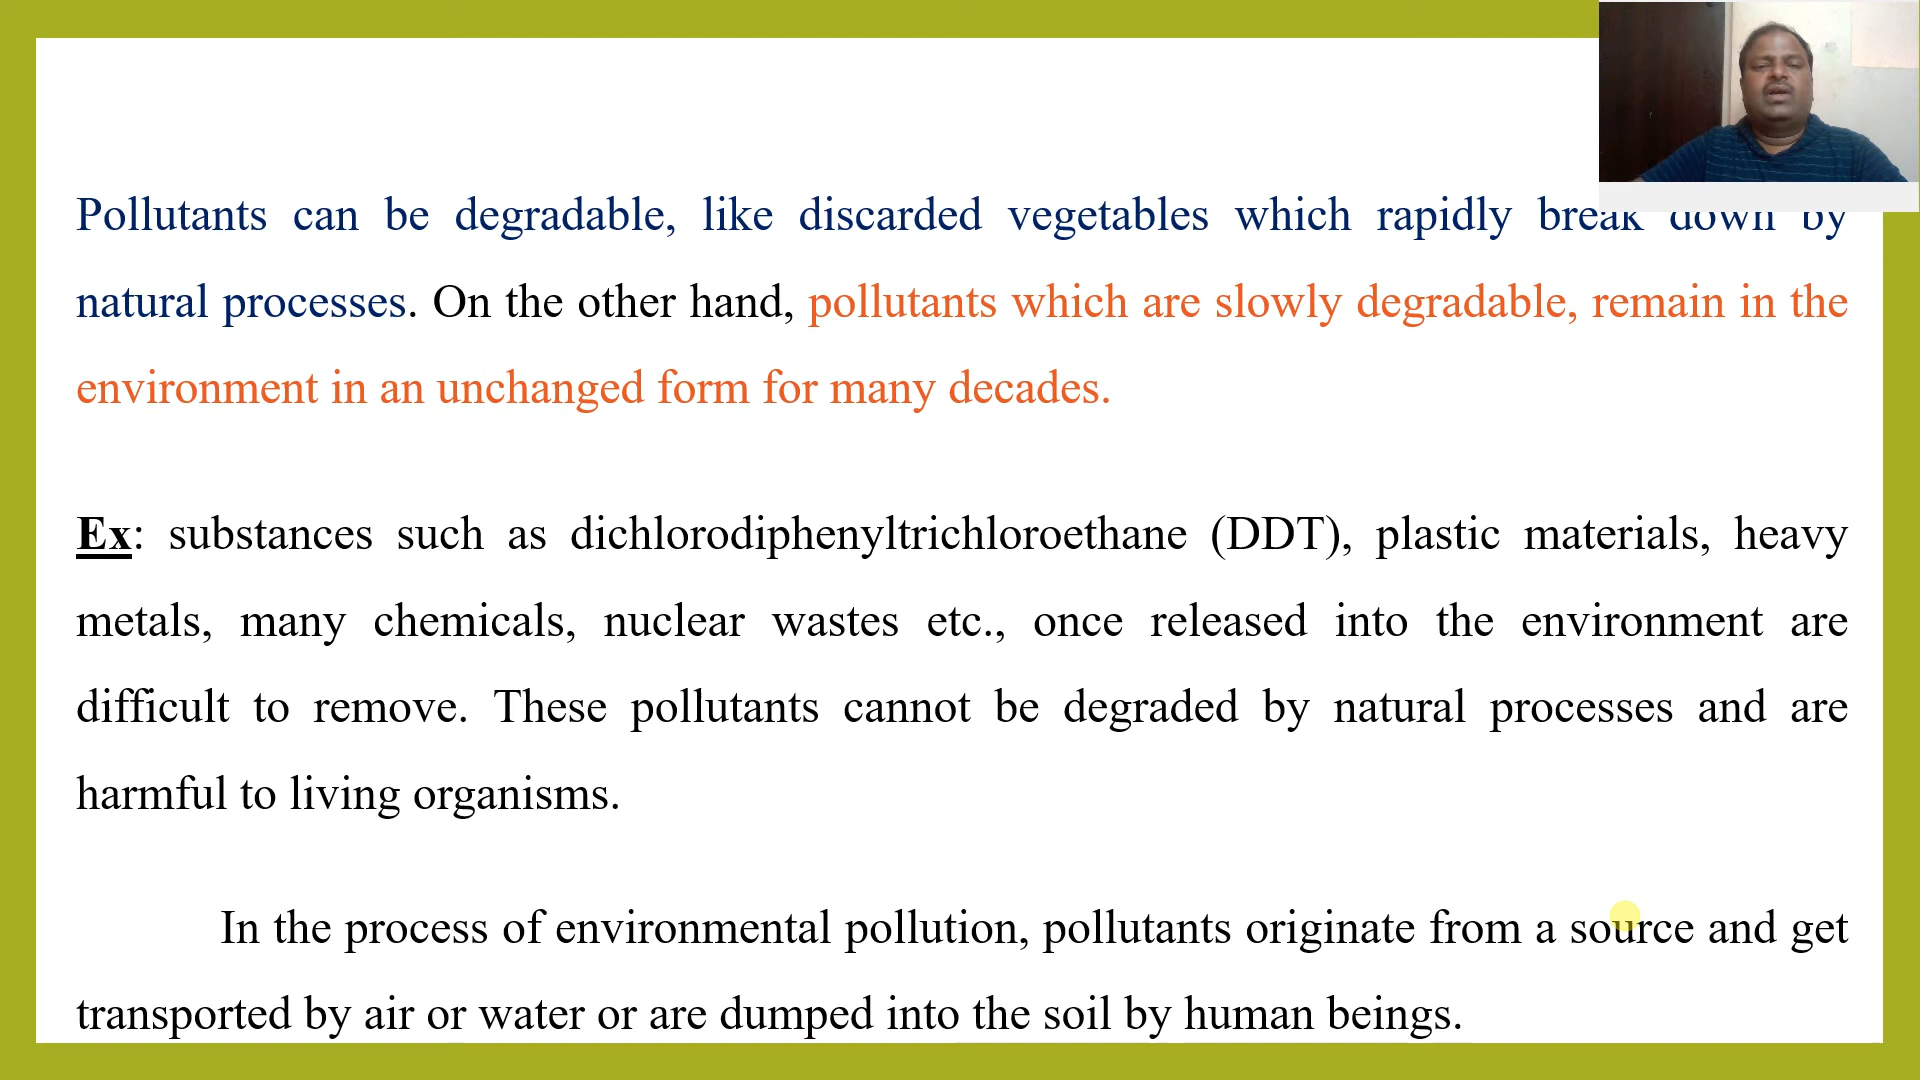 Pollutants can be degradable, like discarded vegetables which rapidly break down by
natural processes. On the other hand, pollutants which are slowly degradable, remain in the
environment in an unchanged form for many decades.
Ex: substances such as dichlorodiphenyltrichloroethane (DDT), plastic materials, heavy
metals, many chemicals, nuclear wastes etc., once released into the environment are
difficult to remove. These pollutants cannot be degraded by natural processes and are
harmful to living organisms.
In the process of environmental pollution, pollutants originate from a source and get
transported by air or water or are dumped into the soil by human beings.